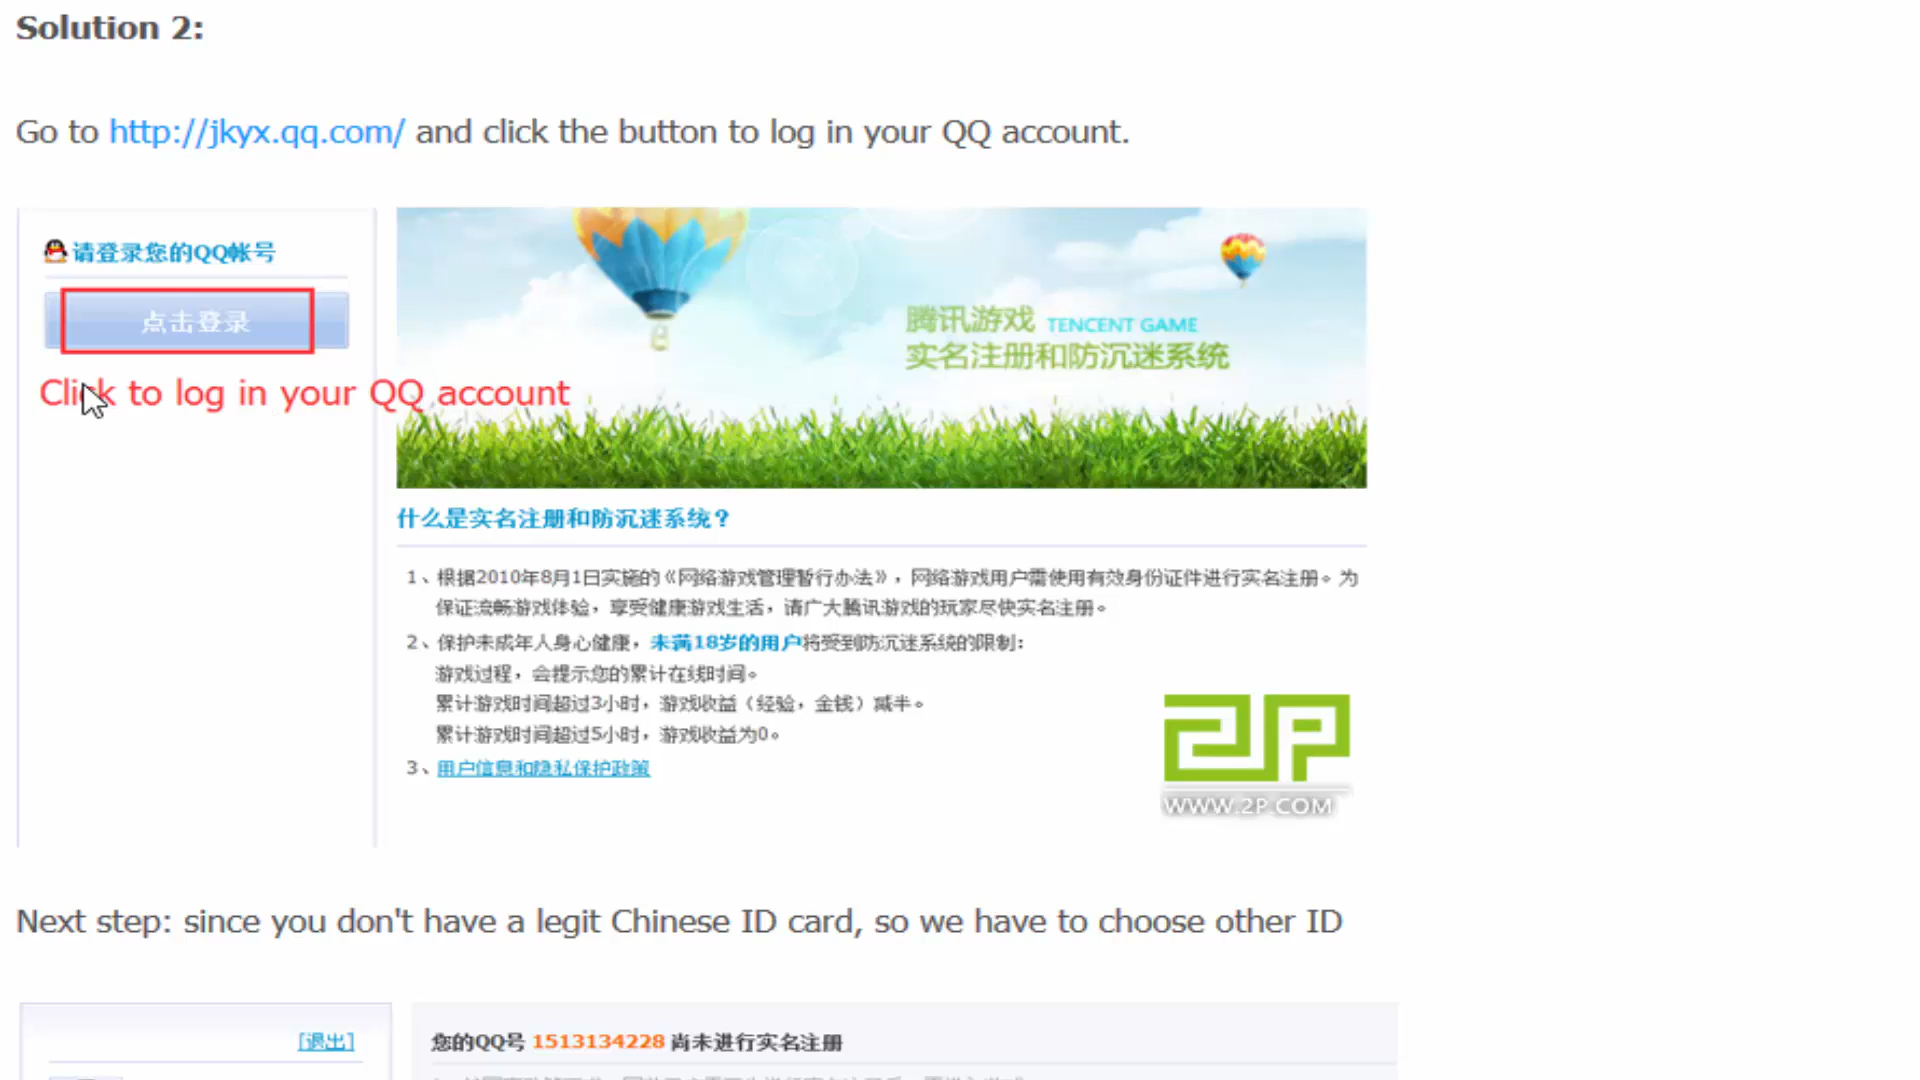 Solution 2:
Go to http://jkyx.qq.com/ and click the button to log in your QQ account.
请登录您的QQ帐号
点击登录
Click to log in your QQ account
腾讯游戏 TENCENT GAME
实名注册和防沉迷系统
什么是实名注册和防沉迷系统？
1、根据2010年8月1日实施的《网络游戏管理暂行办法》，网络游戏用户需使用有效身份证件进行实名注册。为
保证流畅游戏体验，享受健康游戏生活，请广大腾讯游戏的玩家尽快实名注册。
2、保护未成年人身心健康，未满18岁的用户将受到防沉迷系统的限制：
游戏过程，会提示您的累计在线时间。
累计游戏时间超过3小时，游戏收益（经验，金钱）减半。
累计游戏时间超过5小时，游戏收益为0。
3、用户信息和隐私保护政策
2P
WWW.2P.COM
Next step: since you don't have a legit Chinese ID card, so we have to choose other ID
[退出]
您的QQ号 1513134228 尚未进行实名注册